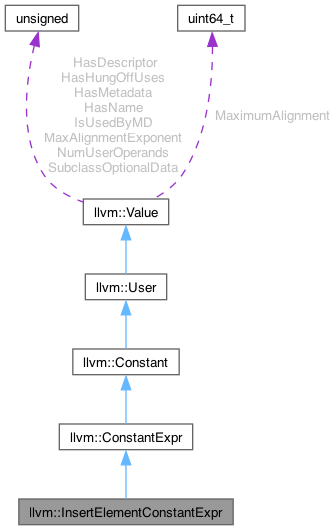 unsigned
uint64_t
HasDescriptor
HasHungOffUses
HasMetadata
HasName
IsUsedByMD
MaxAlignmentExponent
NumUserOperands
SubclassOptionalData
MaximumAlignment
llvm::Value
llvm::User
llvm::Constant
llvm::ConstantExpr
llvm::InsertElementConstantExpr